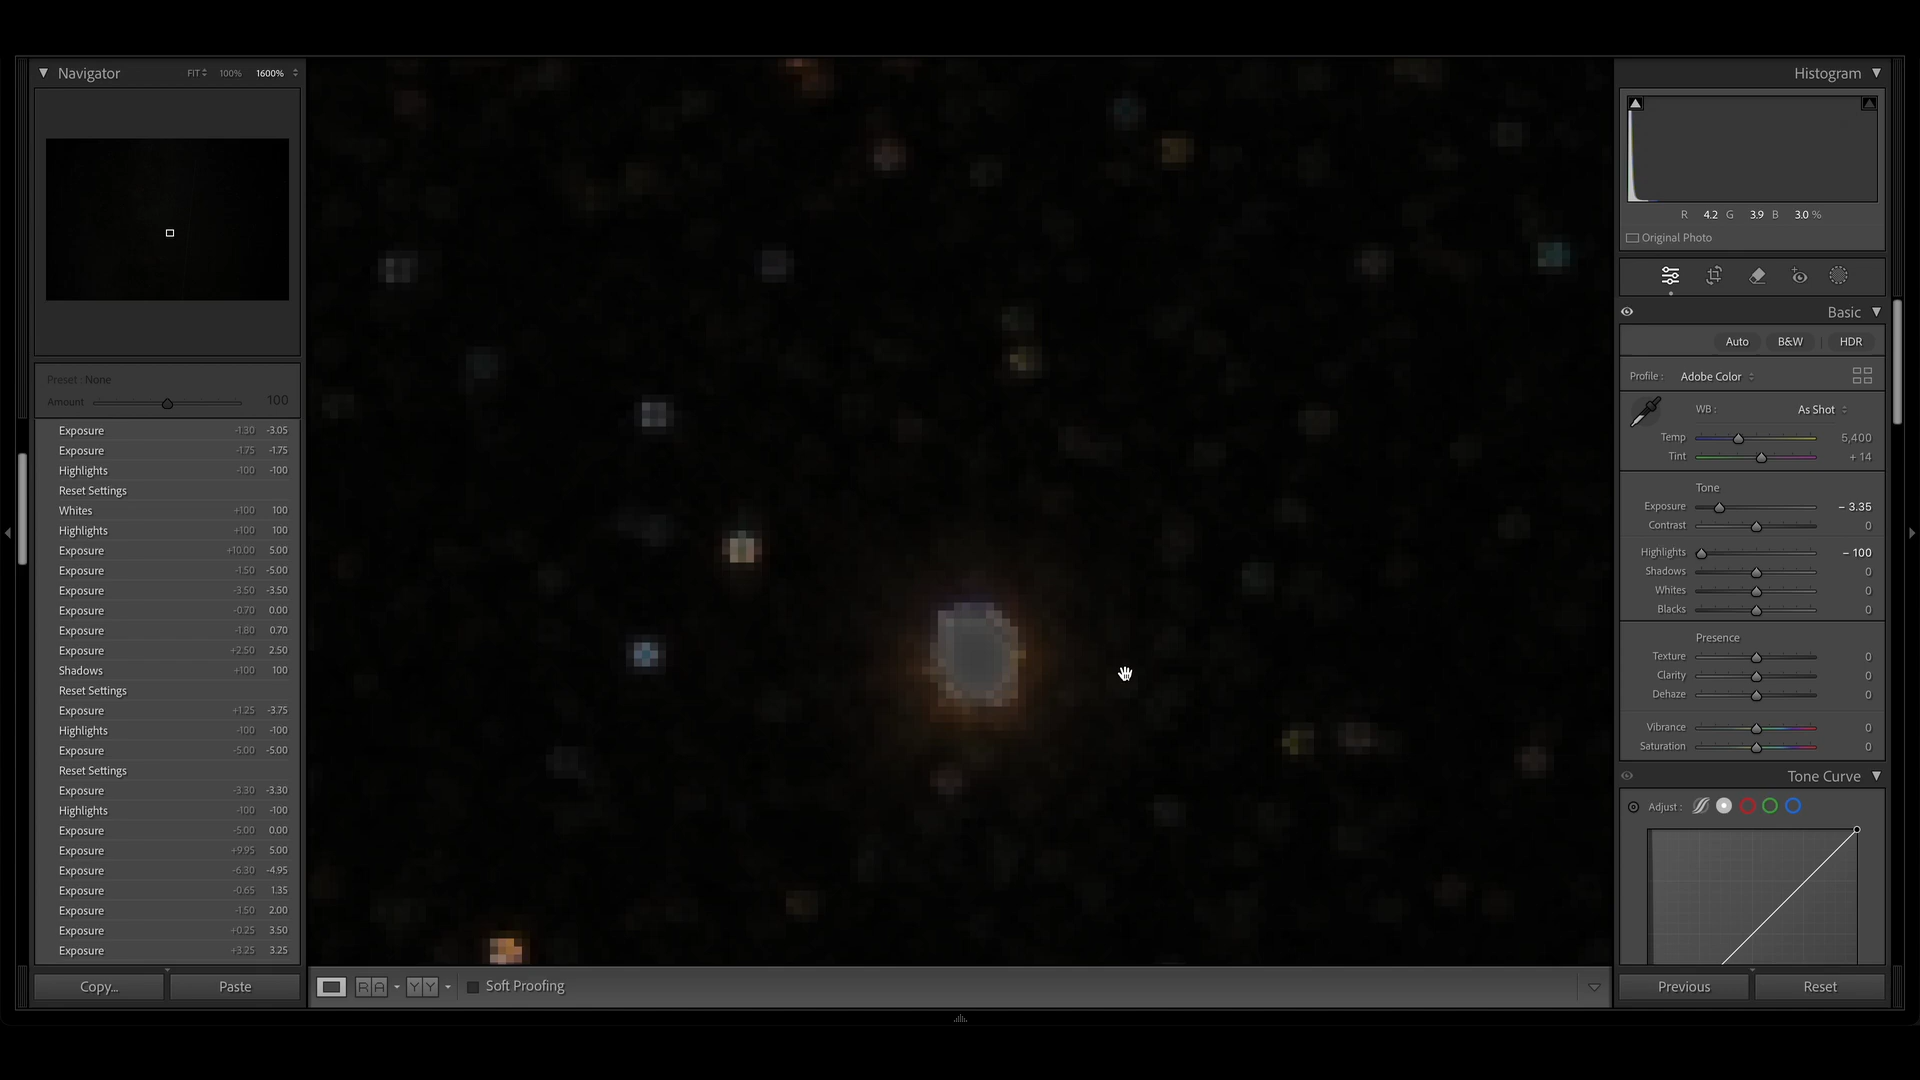 Navigator FIT 100% 1600%
Preset : None
Amount 100
Exposure -1.30 -3.05
Exposure -1.75 -1.75
Highlights -100 -100
Reset Settings
Whites +100 100
Highlights +100 100
Exposure +10.00 5.00
Exposure -1.50 -5.00
Exposure -3.50 -3.50
Exposure -0.70 0.00
Exposure -1.80 0.70
Exposure +2.50 2.50
Shadows +100 100
Reset Settings
Exposure +1.25 -3.75
Highlights -100 -100
Exposure -5.00 -5.00
Reset Settings
Exposure -3.30 -3.30
Highlights -100 -100
Exposure -5.00 0.00
Exposure +9.95 5.00
Exposure -6.30 -4.95
Exposure -0.65 1.35
Exposure -1.50 2.00
Exposure +0.25 3.50
Exposure +3.25 3.25
Copy... Paste
R A Y Y Soft Proofing
Histogram
R 4.2 G 3.9 B 3.0 %
Original Photo
Basic
Auto B&W HDR
Profile : Adobe Color
WB : As Shot
Temp 5,400
Tint + 14
Tone
Exposure – 3.35
Contrast 0
Highlights – 100
Shadows 0
Whites 0
Blacks 0
Presence
Texture 0
Clarity 0
Dehaze 0
Vibrance 0
Saturation 0
Tone Curve
Adjust :
Previous Reset